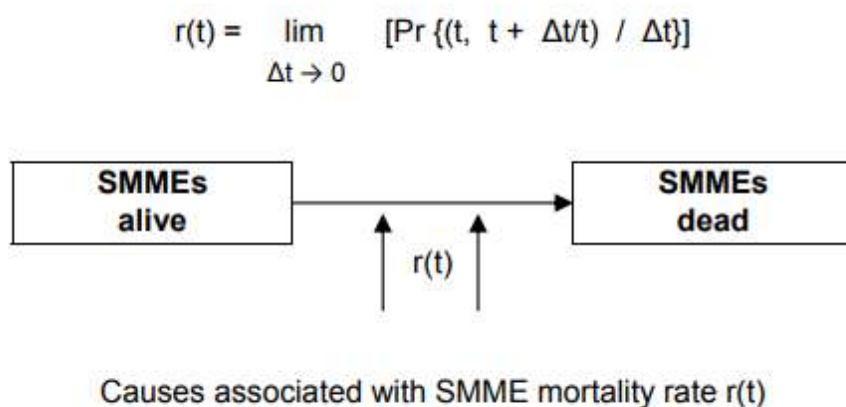 r(t) = lim [Pr {(t, t + Δt/t) / Δt}]
Δt → 0
SMMEs
alive
SMMEs
dead
r(t)
Causes associated with SMME mortality rate r(t)